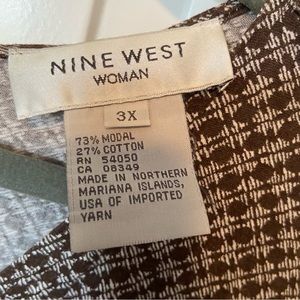 NINE WEST
WOMAN
3X
73% MODAL
27% COTTON
RN 54050
CA 08349
MADE IN NORTHERN
MARIANA ISLANDS,
USA OF IMPORTED
YARN